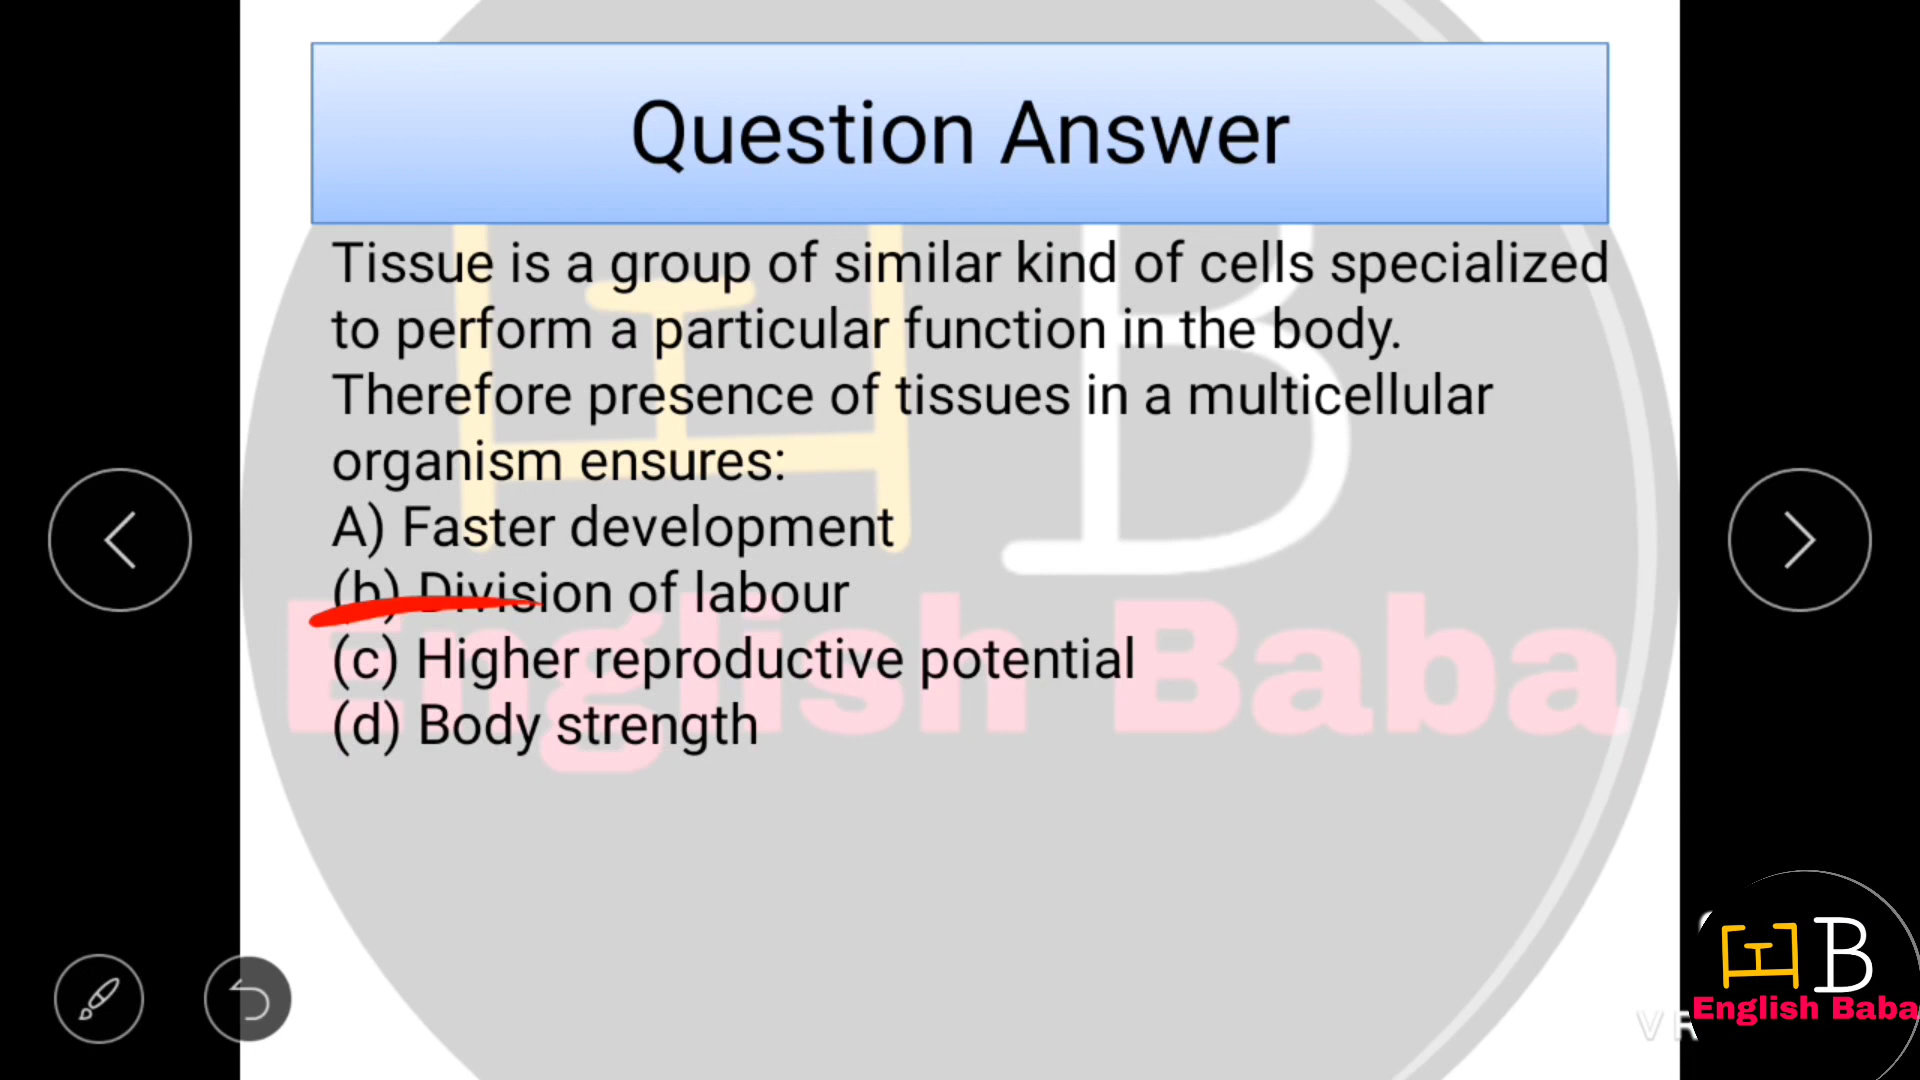 Question Answer
Tissue is a group of similar kind of cells specialized
to perform a particular function in the body.
Therefore presence of tissues in a multicellular
organism ensures:
A) Faster development
(b) Division of labour
(c) Higher reproductive potential
(d) Body strength
English Baba
EB
English Baba
VR